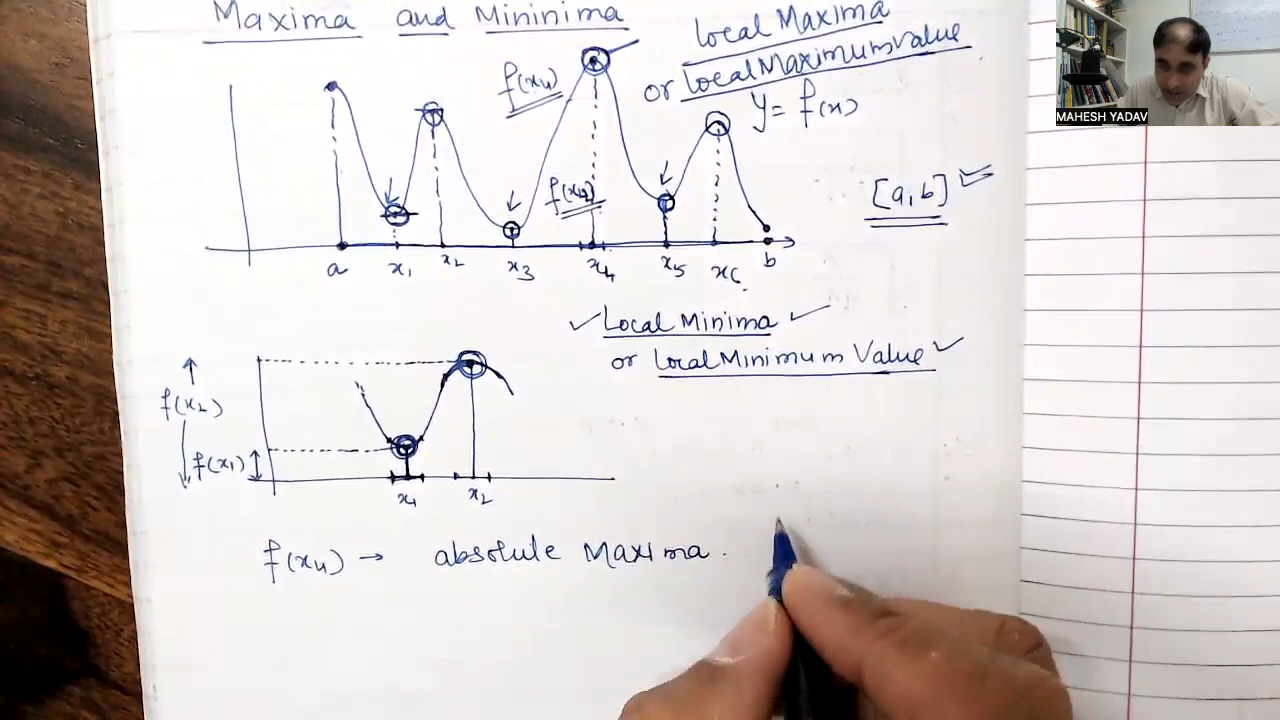 Maxima and Mininima
Local Maxima
or Local Maximum Value
f(x4)
y = f(x)
[a, b]
a x1 x2 x3 x4 x5 x6 b
Local Minima
or Local Minimum Value
f(x2)
f(x1)
x1 x2
f(x4) → absolute Maxima.
MAHESH YADAV